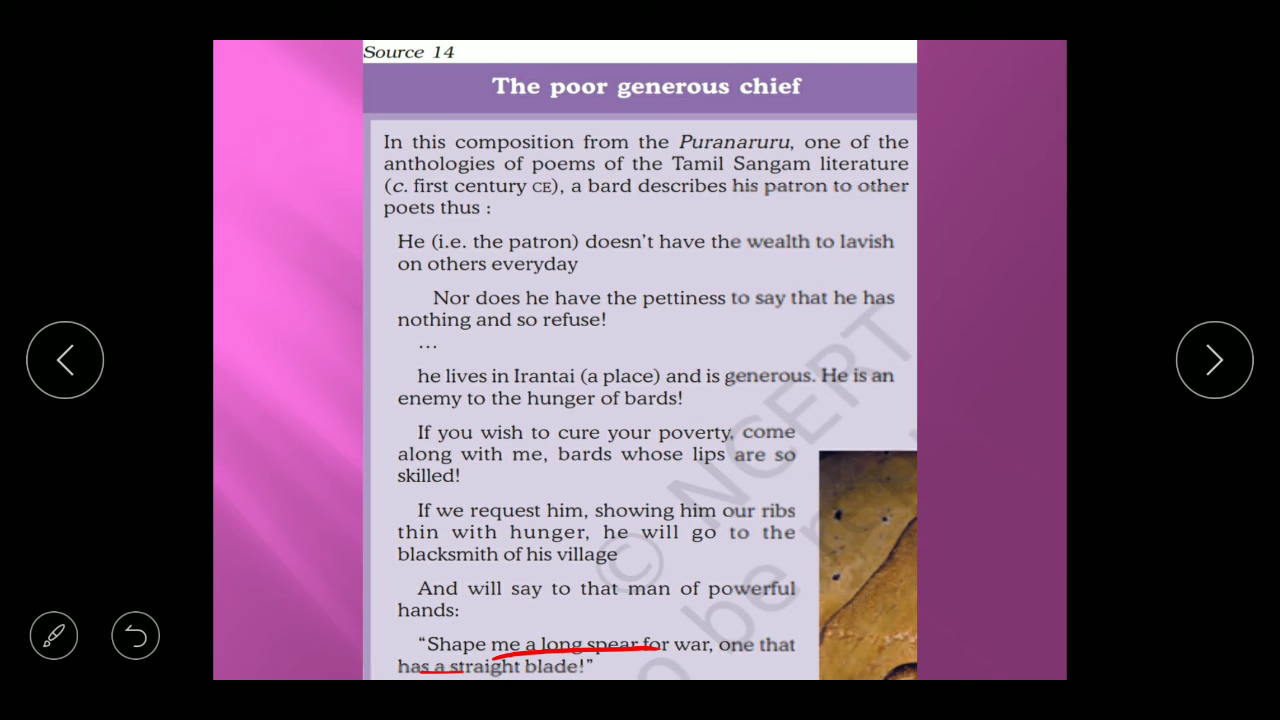 Source 14
The poor generous chief
In this composition from the Puranaruru, one of the
anthologies of poems of the Tamil Sangam literature
(c. first century CE), a bard describes his patron to other
poets thus :
He (i.e. the patron) doesn't have the wealth to lavish
on others everyday
Nor does he have the pettiness to say that he has
nothing and so refuse!
...
he lives in Irantai (a place) and is generous. He is an
enemy to the hunger of bards!
If you wish to cure your poverty, come
along with me, bards whose lips are so
skilled!
If we request him, showing him our ribs
thin with hunger, he will go to the
blacksmith of his village
And will say to that man of powerful
hands:
“Shape me a long spear for war, one that
has a straight blade!”
© NCERT
o be